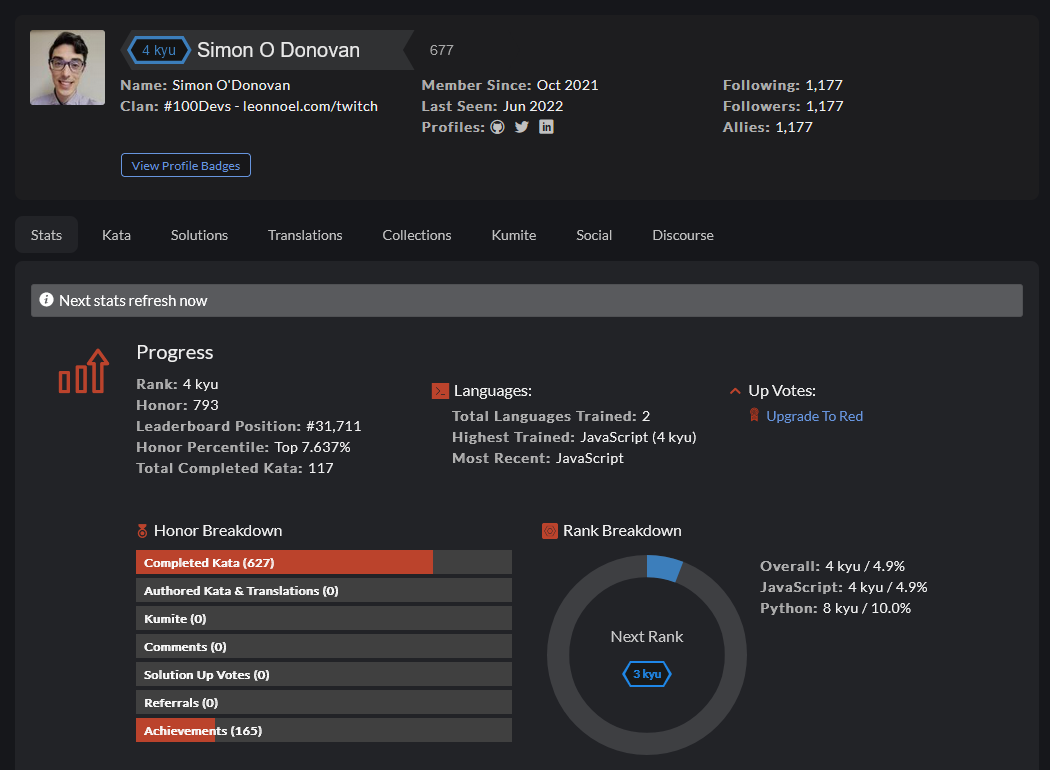 4 kyu Simon O Donovan 677
Name: Simon O'Donovan
Clan: #100Devs - leonnoel.com/twitch
Member Since: Oct 2021
Last Seen: Jun 2022
Profiles:
Following: 1,177
Followers: 1,177
Allies: 1,177
View Profile Badges
Stats Kata Solutions Translations Collections Kumite Social Discourse
Next stats refresh now
Progress
Rank: 4 kyu
Honor: 793
Leaderboard Position: #31,711
Honor Percentile: Top 7.637%
Total Completed Kata: 117
Languages:
Total Languages Trained: 2
Highest Trained: JavaScript (4 kyu)
Most Recent: JavaScript
Up Votes:
Upgrade To Red
Honor Breakdown
Completed Kata (627)
Authored Kata & Translations (0)
Kumite (0)
Comments (0)
Solution Up Votes (0)
Referrals (0)
Achievements (165)
Rank Breakdown
Next Rank
3 kyu
Overall: 4 kyu / 4.9%
JavaScript: 4 kyu / 4.9%
Python: 8 kyu / 10.0%